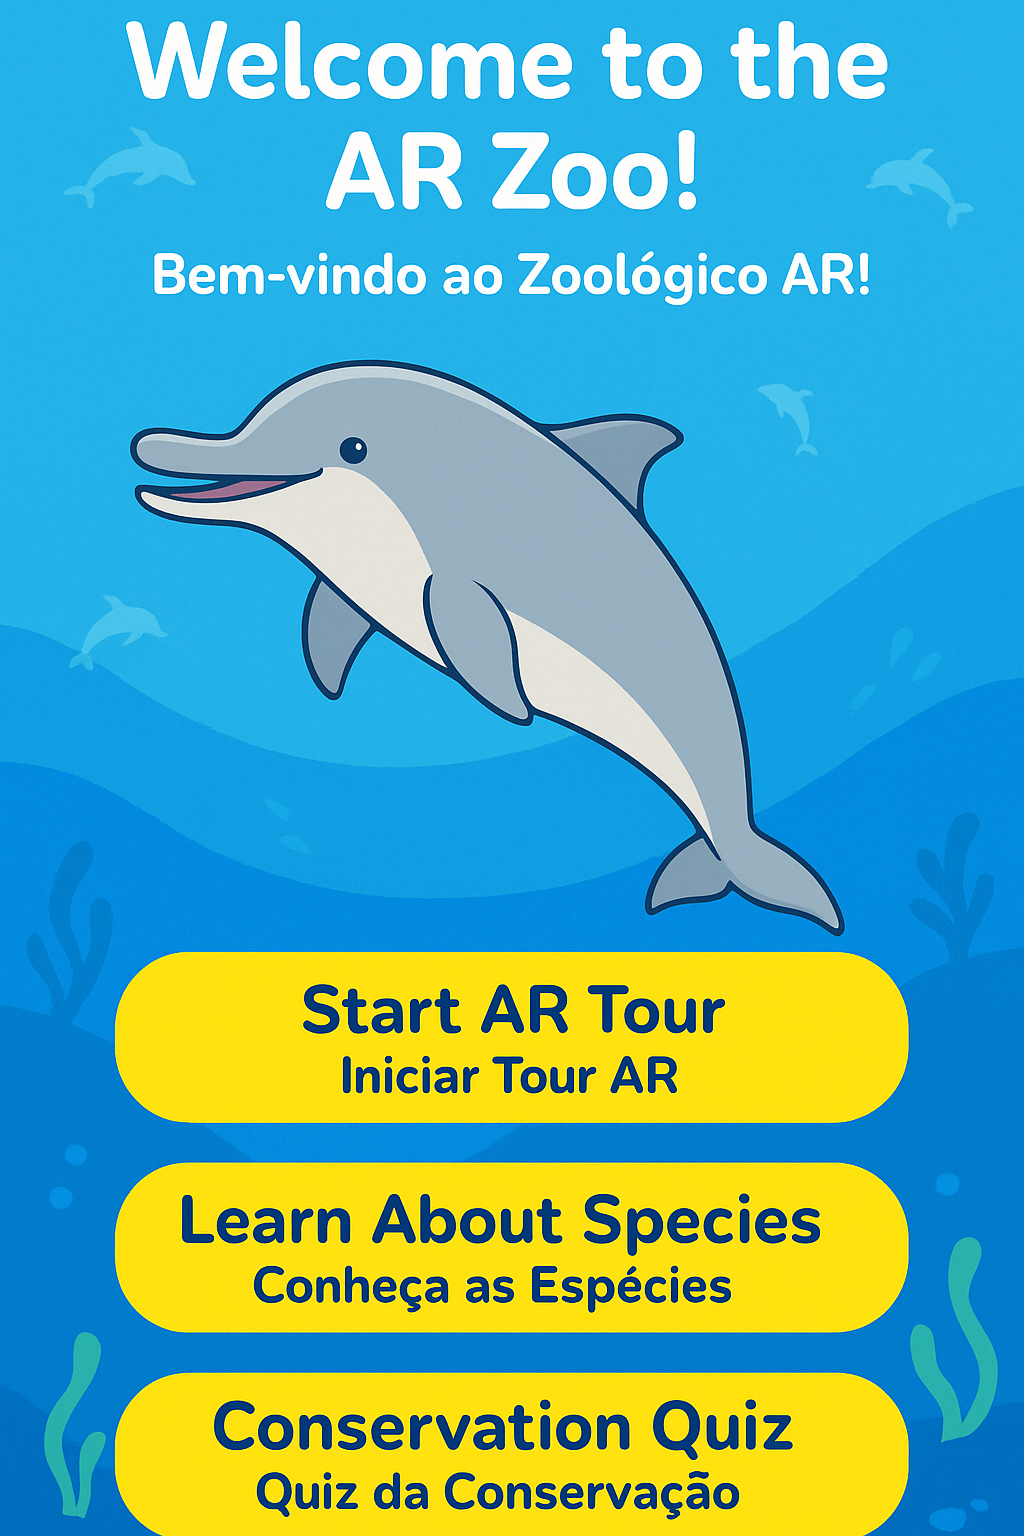 Welcome to the
AR Zoo!
Bem-vindo ao Zoológico AR!
Start AR Tour
Iniciar Tour AR
Learn About Species
Conheça as Espécies
Conservation Quiz
Quiz da Conservação